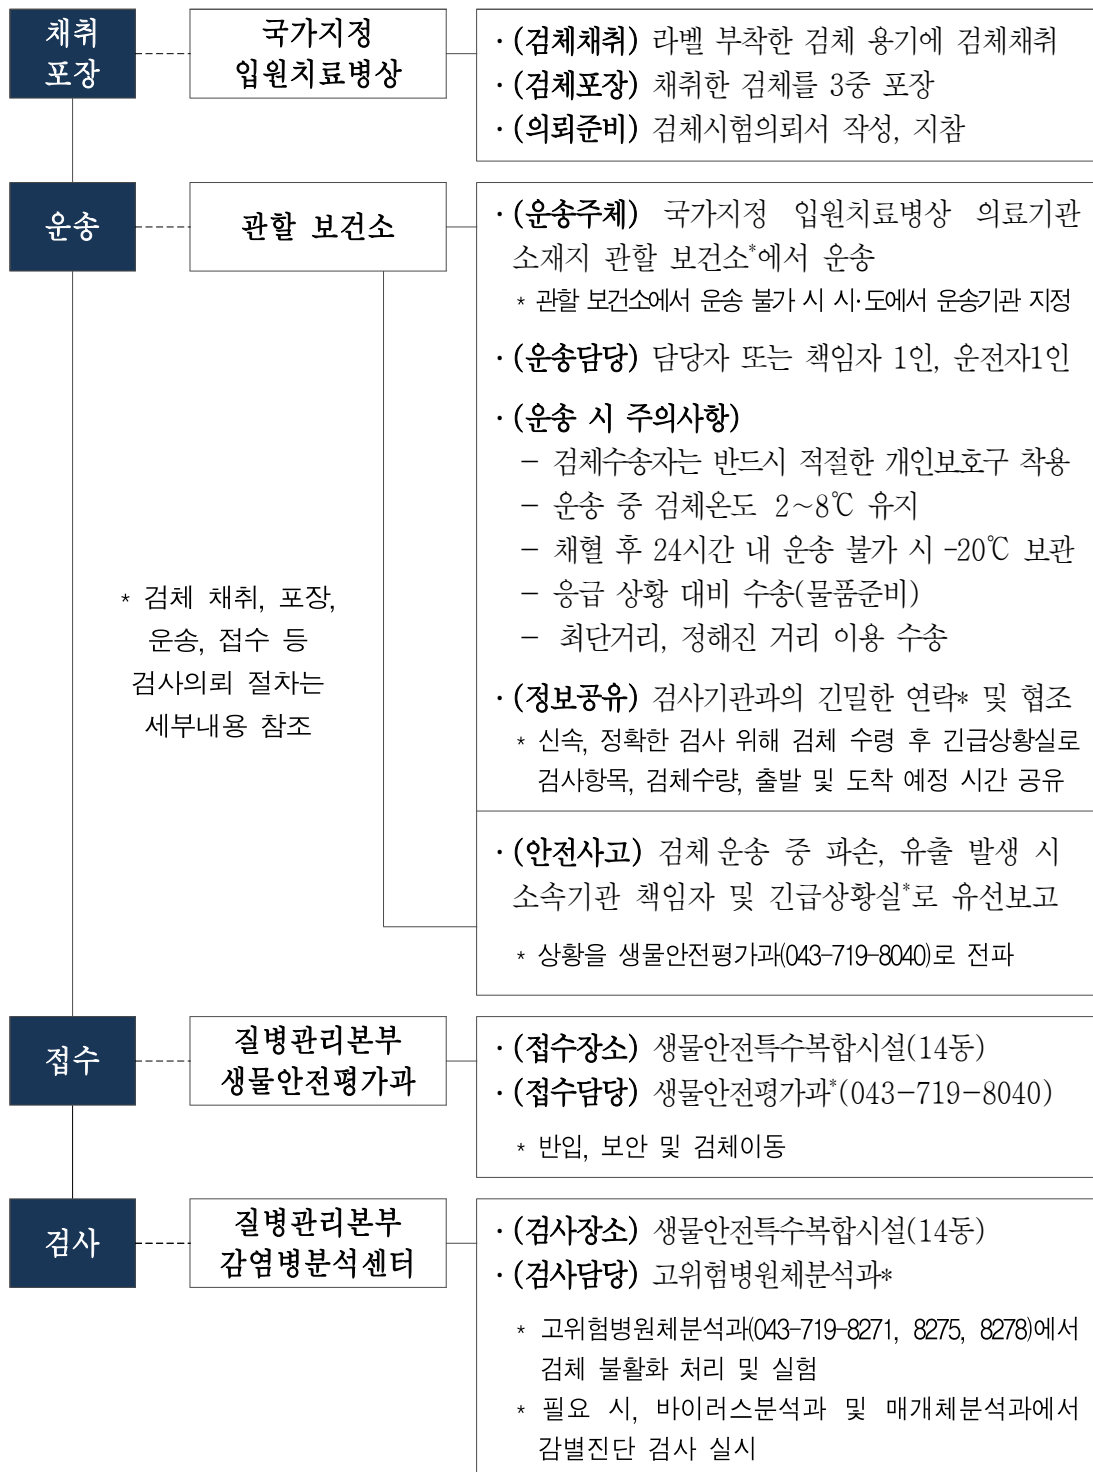 채취
포장
국가지정
입원치료병상
· (검체채취) 라벨 부착한 검체 용기에 검체채취
· (검체포장) 채취한 검체를 3중 포장
· (의뢰준비) 검체시험의뢰서 작성, 지참
운송
관할 보건소
· (운송주체) 국가지정 입원치료병상 의료기관
소재지 관할 보건소*에서 운송
* 관할 보건소에서 운송 불가 시 시·도에서 운송기관 지정
· (운송담당) 담당자 또는 책임자 1인, 운전자1인
· (운송 시 주의사항)
- 검체수송자는 반드시 적절한 개인보호구 착용
- 운송 중 검체온도 2~8℃ 유지
- 채혈 후 24시간 내 운송 불가 시 -20℃ 보관
- 응급 상황 대비 수송(물품준비)
- 최단거리, 정해진 거리 이용 수송
· (정보공유) 검사기관과의 긴밀한 연락* 및 협조
* 신속, 정확한 검사 위해 검체 수령 후 긴급상황실로
검사항목, 검체수량, 출발 및 도착 예정 시간 공유
* 검체 채취, 포장,
운송, 접수 등
검사의뢰 절차는
세부내용 참조
· (안전사고) 검체 운송 중 파손, 유출 발생 시
소속기관 책임자 및 긴급상황실*로 유선보고
* 상황을 생물안전평가과(043-719-8040)로 전파
접수
질병관리본부
생물안전평가과
· (접수장소) 생물안전특수복합시설(14동)
· (접수담당) 생물안전평가과*(043-719-8040)
* 반입, 보안 및 검체이동
검사
질병관리본부
감염병분석센터
· (검사장소) 생물안전특수복합시설(14동)
· (검사담당) 고위험병원체분석과*
* 고위험병원체분석과(043-719-8271, 8275, 8278)에서
검체 불활화 처리 및 실험
* 필요 시, 바이러스분석과 및 매개체분석과에서
감별진단 검사 실시